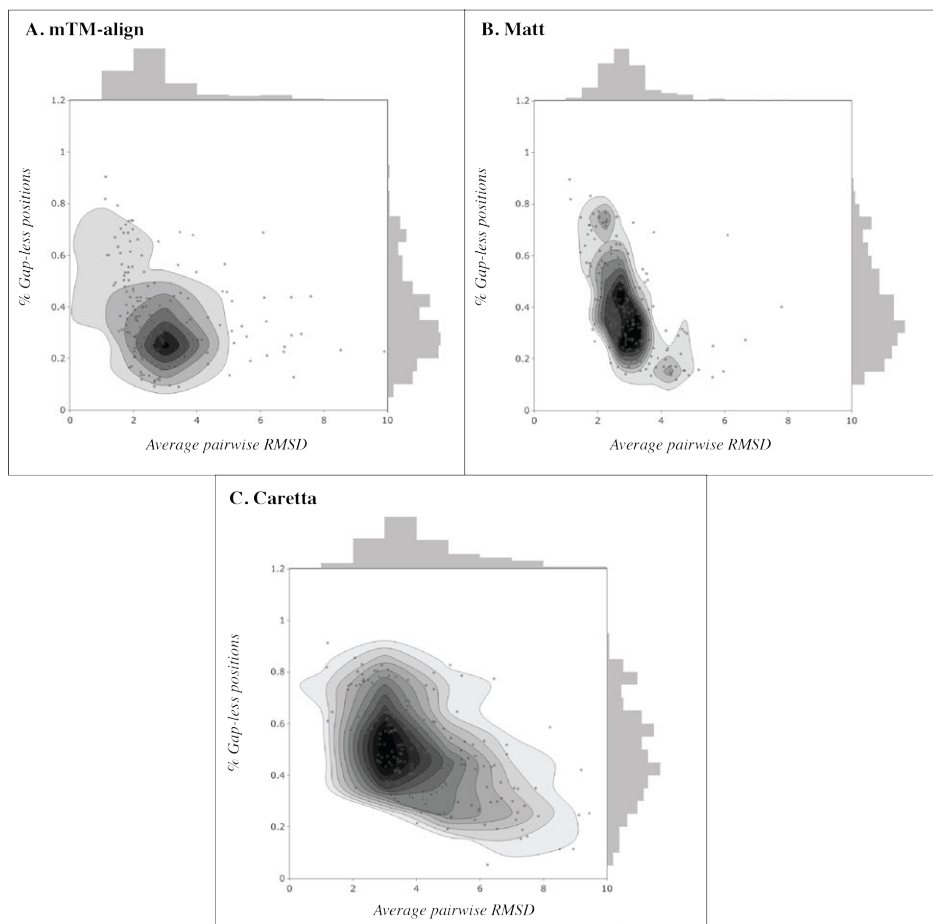 A. mTM-align
1.2
1
0.8
0.6
0.4
0.2
0
% Gap-less positions
0 2 4 6 8 10
Average pairwise RMSD
B. Matt
1.2
1
0.8
0.6
0.4
0.2
0
% Gap-less positions
0 2 4 6 8 10
Average pairwise RMSD
C. Caretta
1.2
1
0.8
0.6
0.4
0.2
0
% Gap-less positions
0 2 4 6 8 10
Average pairwise RMSD